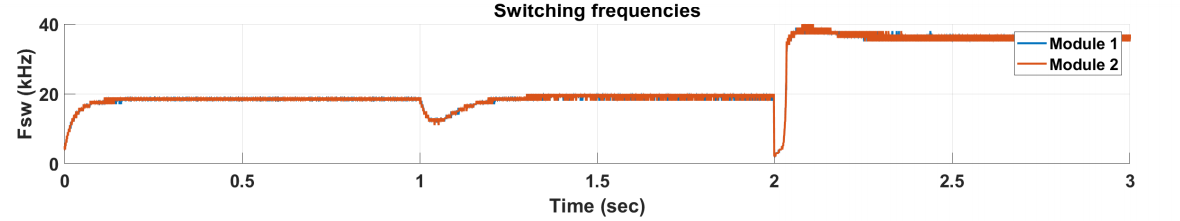 Switching frequencies
Fsw (kHz)
40
20
0
Module 1
Module 2
0 0.5 1 1.5 2 2.5 3
Time (sec)